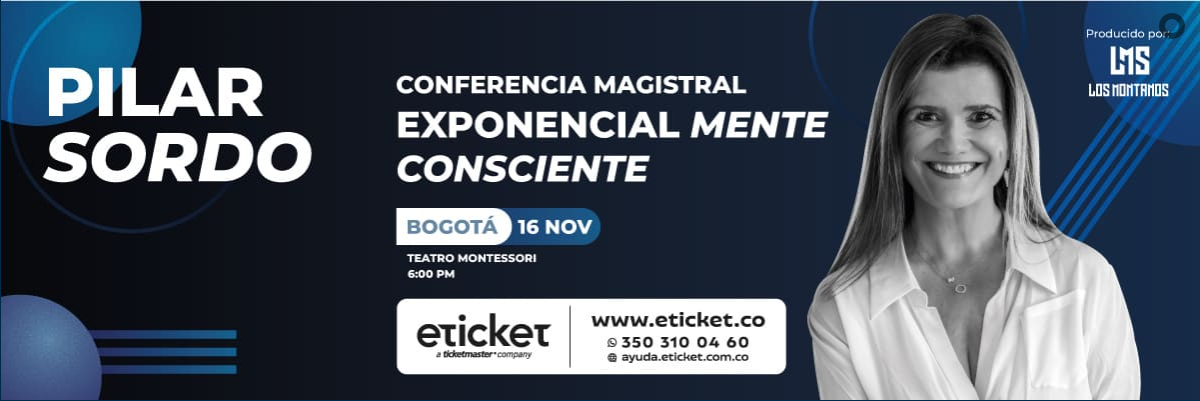 PILAR
SORDO
CONFERENCIA MAGISTRAL
EXPONENCIAL MENTE
CONSCIENTE
BOGOTÁ 16 NOV
TEATRO MONTESSORI
6:00 PM
eticket
a ticketmaster® company
www.eticket.co
350 310 04 60
ayuda.eticket.com.co
Producido por:
LMS
LOS MONTANOS